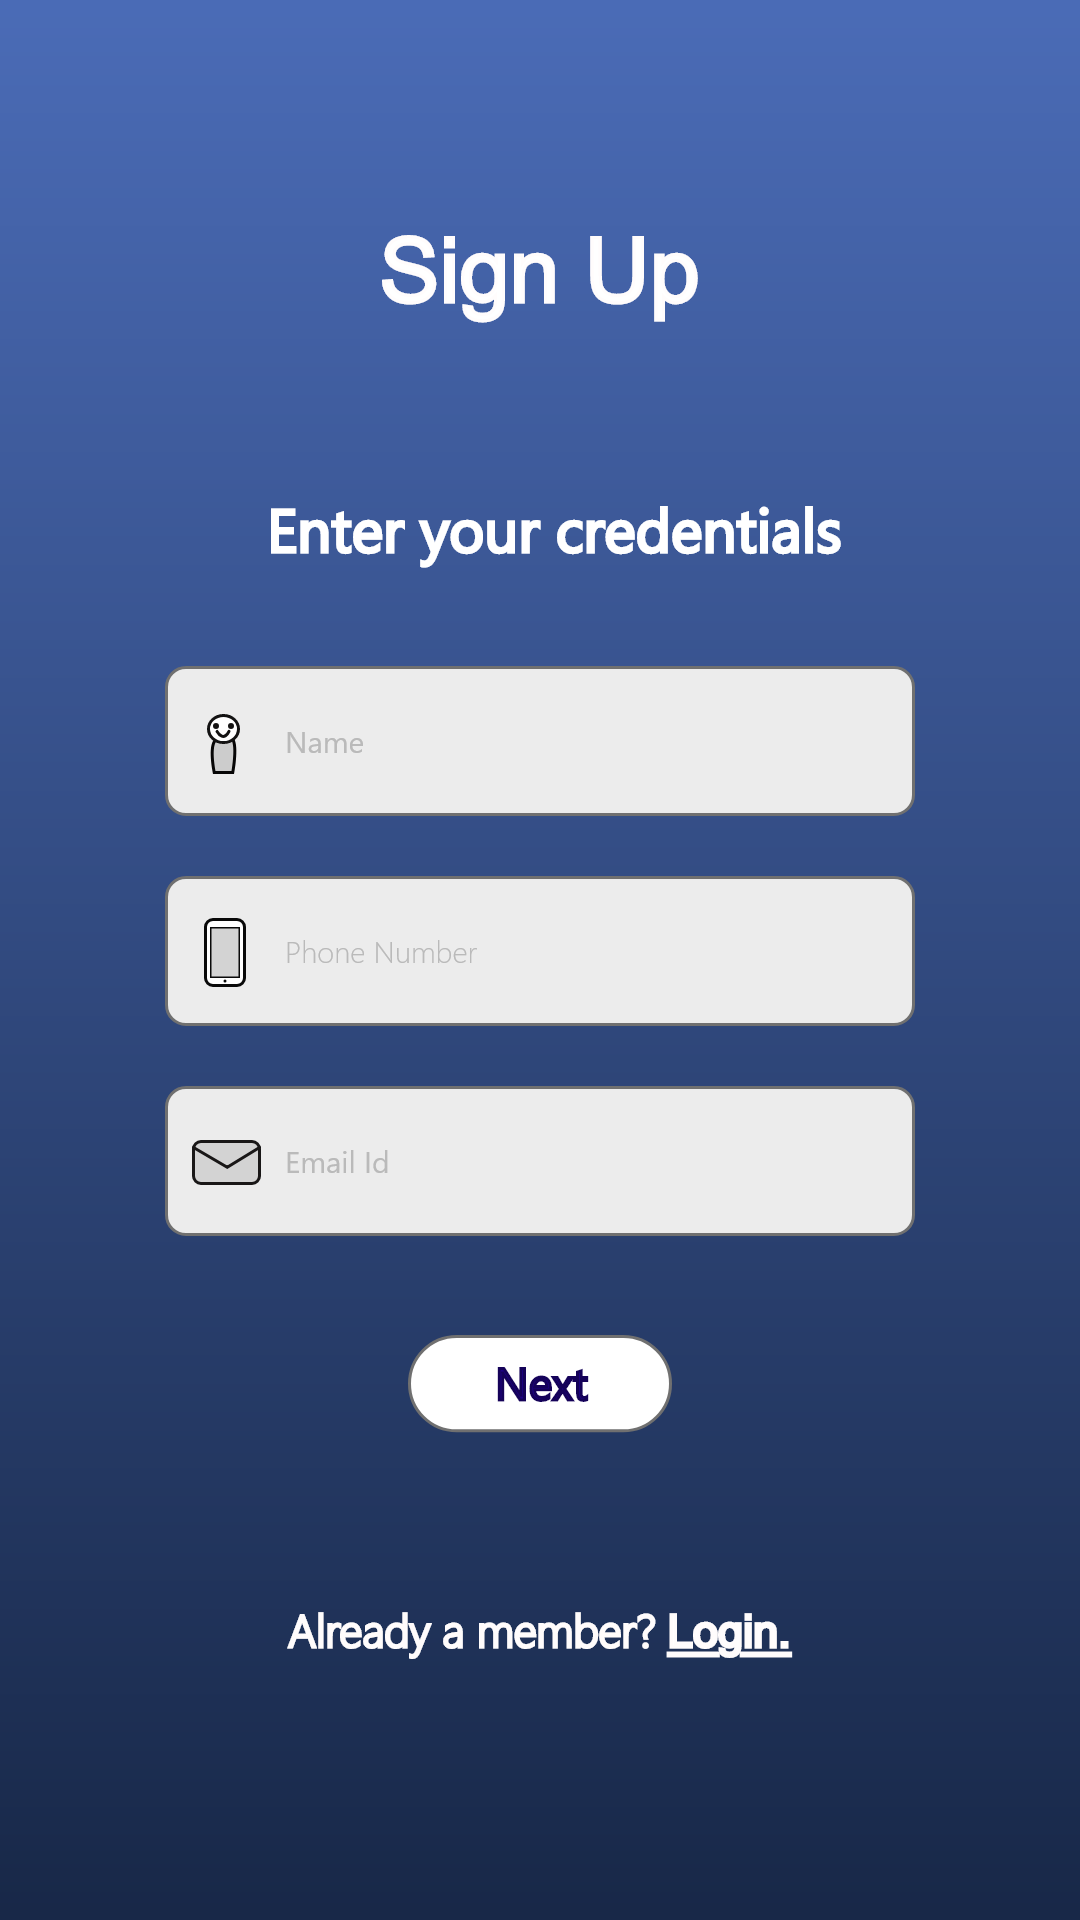 Sign Up
Enter your credentials
Name
Phone Number
Email Id
Next
Already a member? Login.